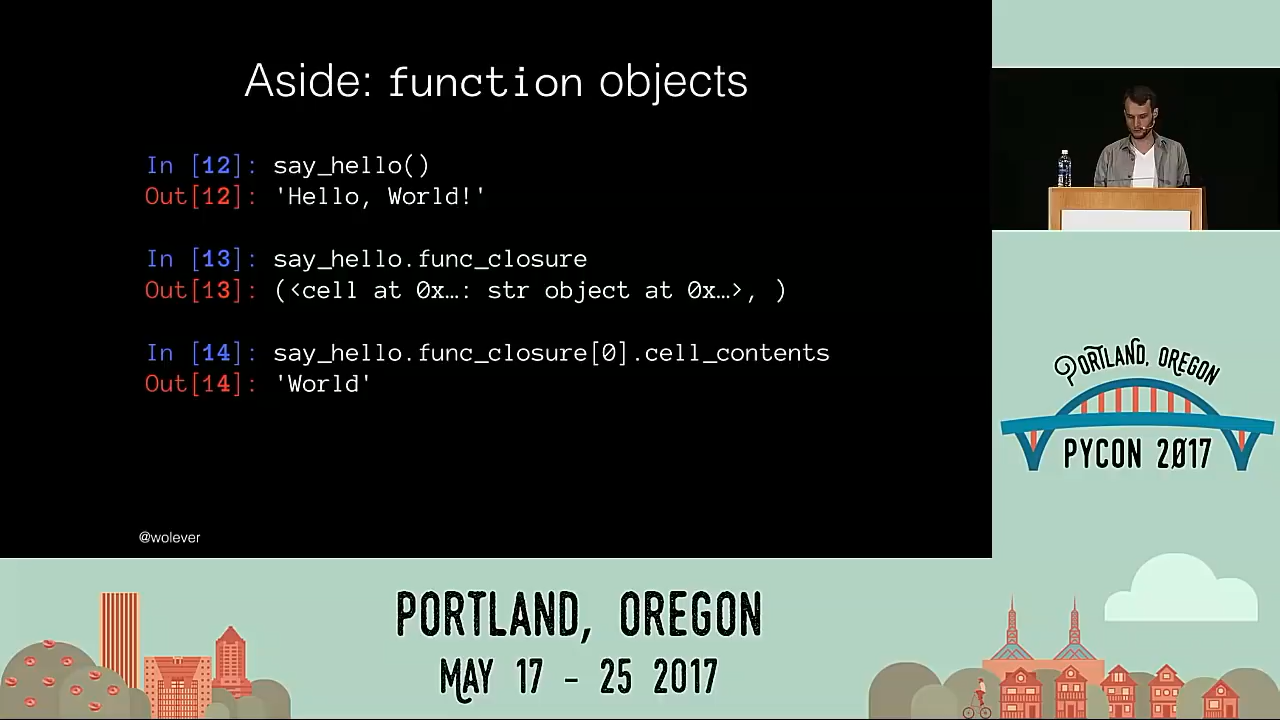 Aside: function objects
In [12]: say_hello()
Out[12]: 'Hello, World!'
In [13]: say_hello.func_closure
Out[13]: (<cell at 0x…: str object at 0x…>, )
In [14]: say_hello.func_closure[0].cell_contents
Out[14]: 'World'
@wolever
PORTLAND, OREGON
PYCON 2017
PORTLAND, OREGON
MAY 17 - 25 2017